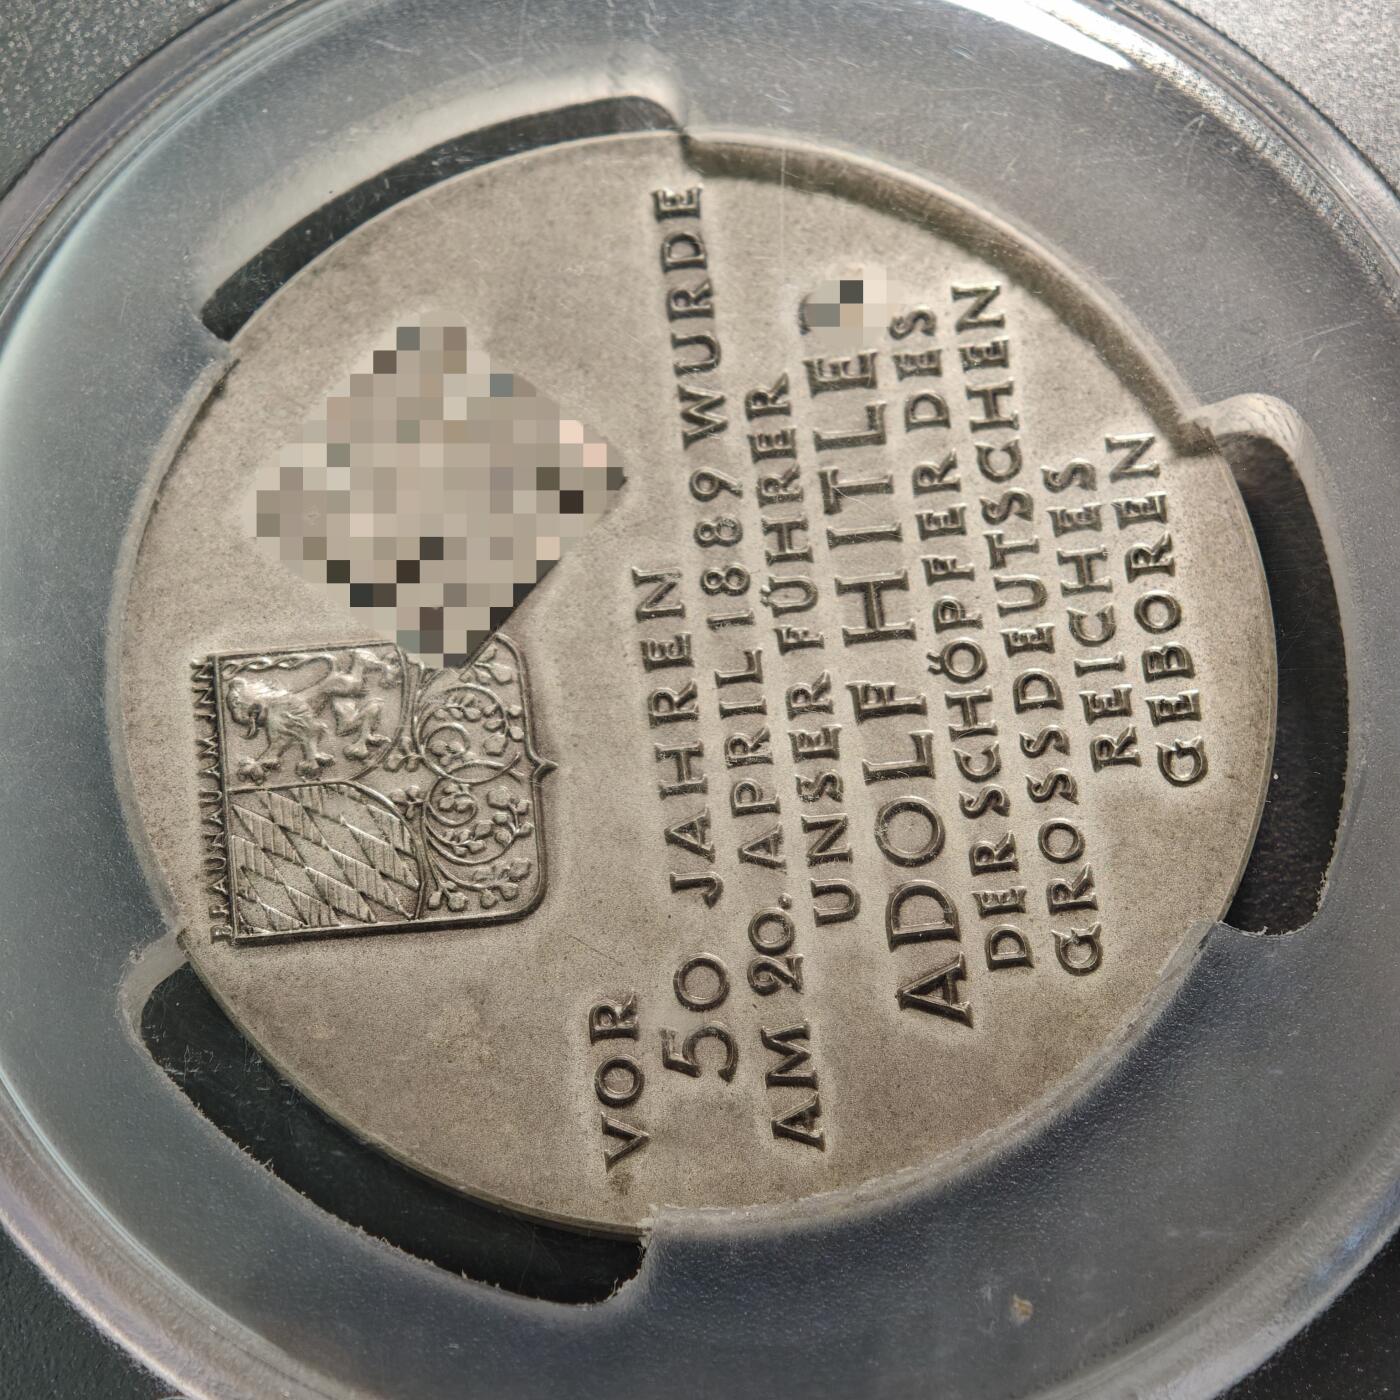 BRAUNAU AM INN
VOR
50 JAHREN
AM 20. APRIL 1889 WURDE
UNSER FÜHRER
ADOLF HITLE
DER SCHÖPFER DES
GROSSDEUTSCHEN
REICHES
GEBOREN